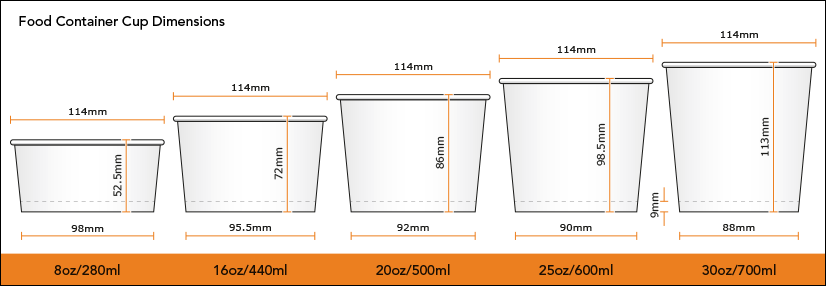 Food Container Cup Dimensions
114mm
52.5mm
98mm
8oz/280ml
114mm
72mm
95.5mm
16oz/440ml
114mm
86mm
92mm
20oz/500ml
114mm
98.5mm
90mm
25oz/600ml
114mm
113mm
9mm
88mm
30oz/700ml